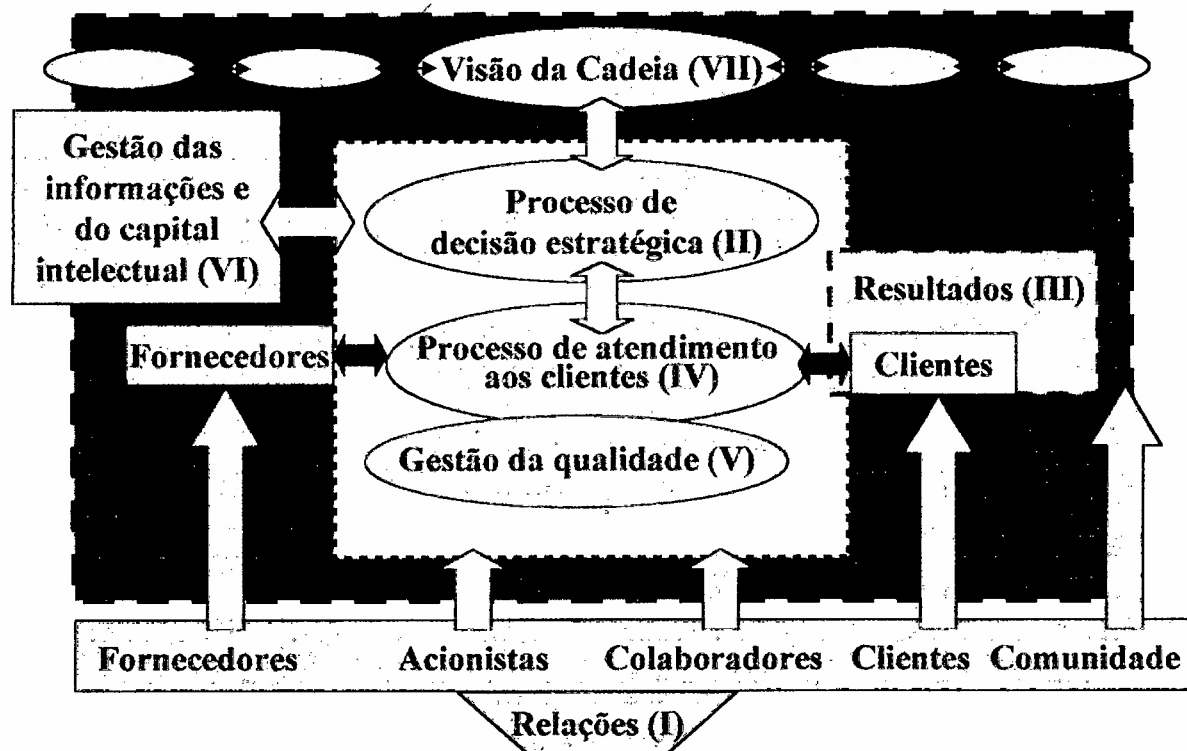 Visão da Cadeia (VII)
Gestão das
informações e
do capital
intelectual (VI)
Processo de
decisão estratégica (II)
Resultados (III)
Fornecedores
Processo de atendimento
aos clientes (IV)
Clientes
Gestão da qualidade (V)
Fornecedores Acionistas Colaboradores Clientes Comunidade
Relações (I)